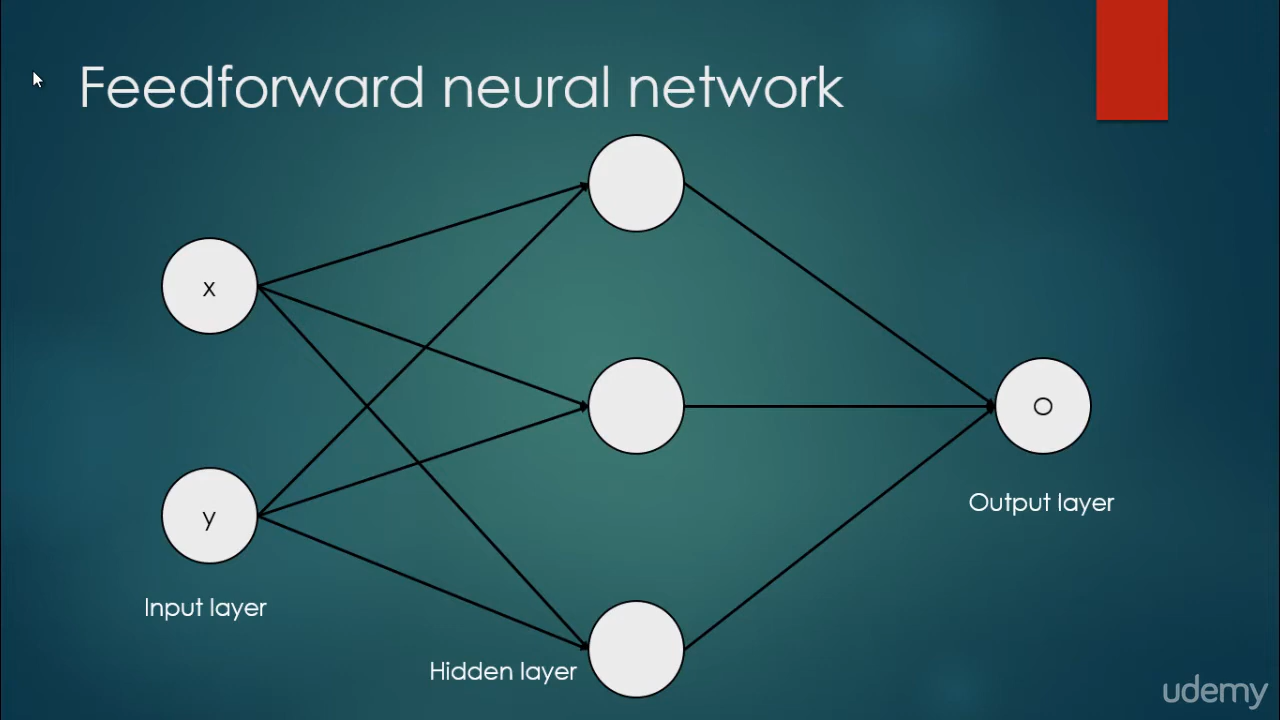 Feedforward neural network
x
O
y
Output layer
Input layer
Hidden layer
udemy